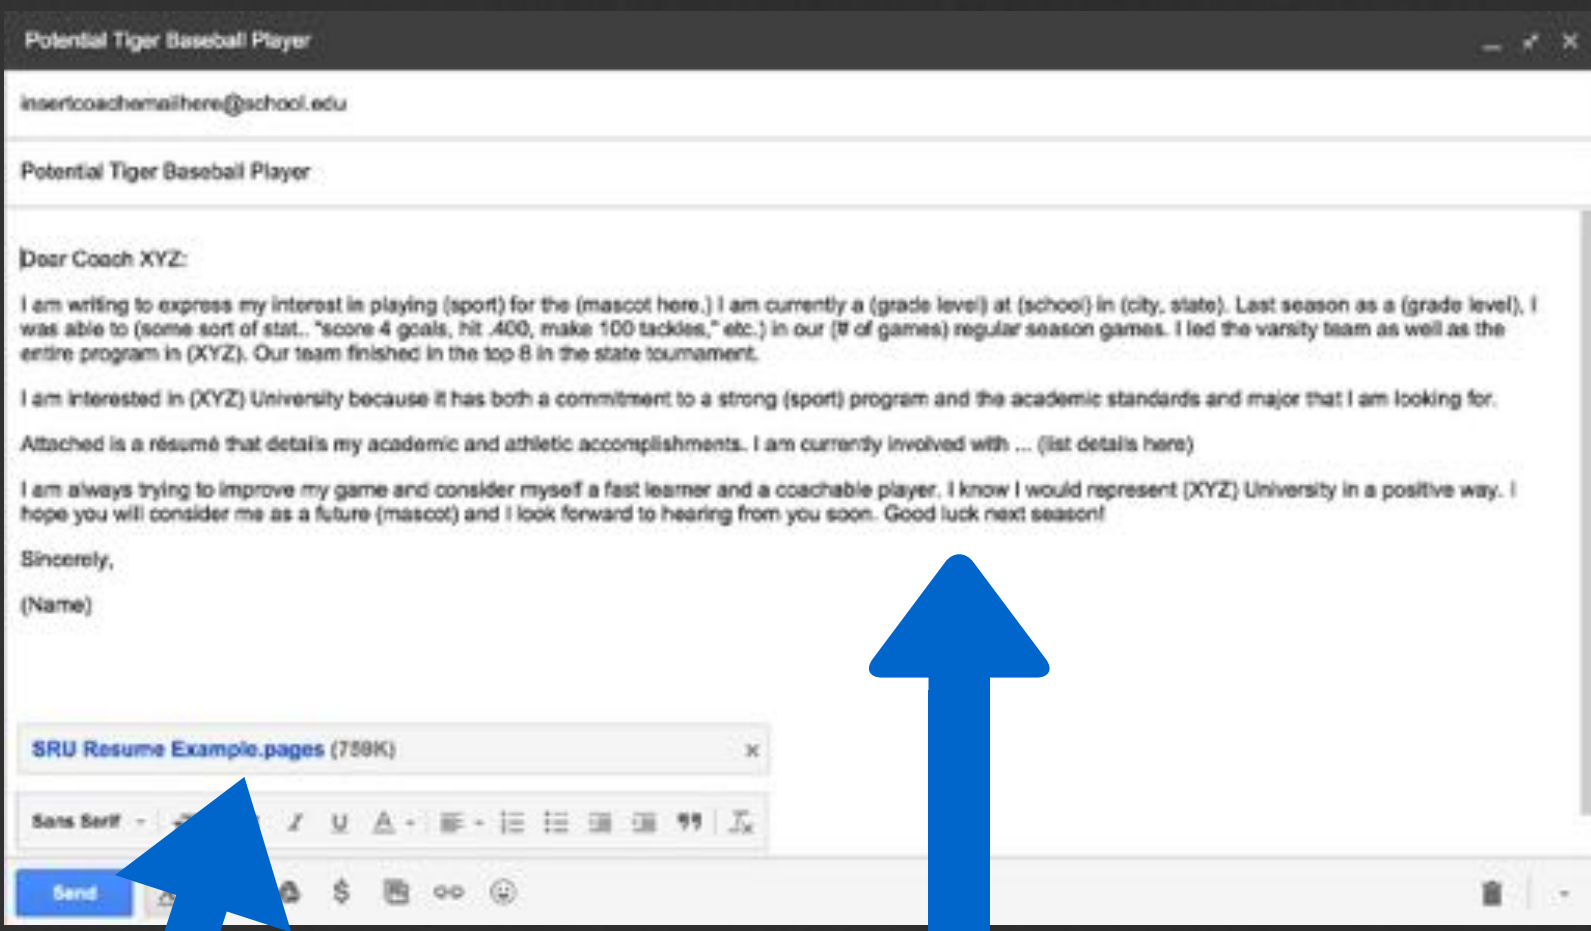 Potential Tiger Baseball Player
insertcoachemailhere@school.edu
Potential Tiger Baseball Player
Dear Coach XYZ:
I am writing to express my interest in playing (sport) for the (mascot here.) I am currently a (grade level) at (school) in (city, state). Last season as a (grade level), I
was able to (some sort of stat.. "score 4 goals, hit .400, make 100 tackles," etc.) in our (# of games) regular season games. I led the varsity team as well as the
entire program in (XYZ). Our team finished in the top 8 in the state tournament.
I am interested in (XYZ) University because it has both a commitment to a strong (sport) program and the academic standards and major that I am looking for.
Attached is a résumé that details my academic and athletic accomplishments. I am currently involved with ... (list details here)
I am always trying to improve my game and consider myself a fast learner and a coachable player. I know I would represent (XYZ) University in a positive way. I
hope you will consider me as a future (mascot) and I look forward to hearing from you soon. Good luck next season!
Sincerely,
(Name)
SRU Resume Example.pages (759K)
Sans Serif
Send